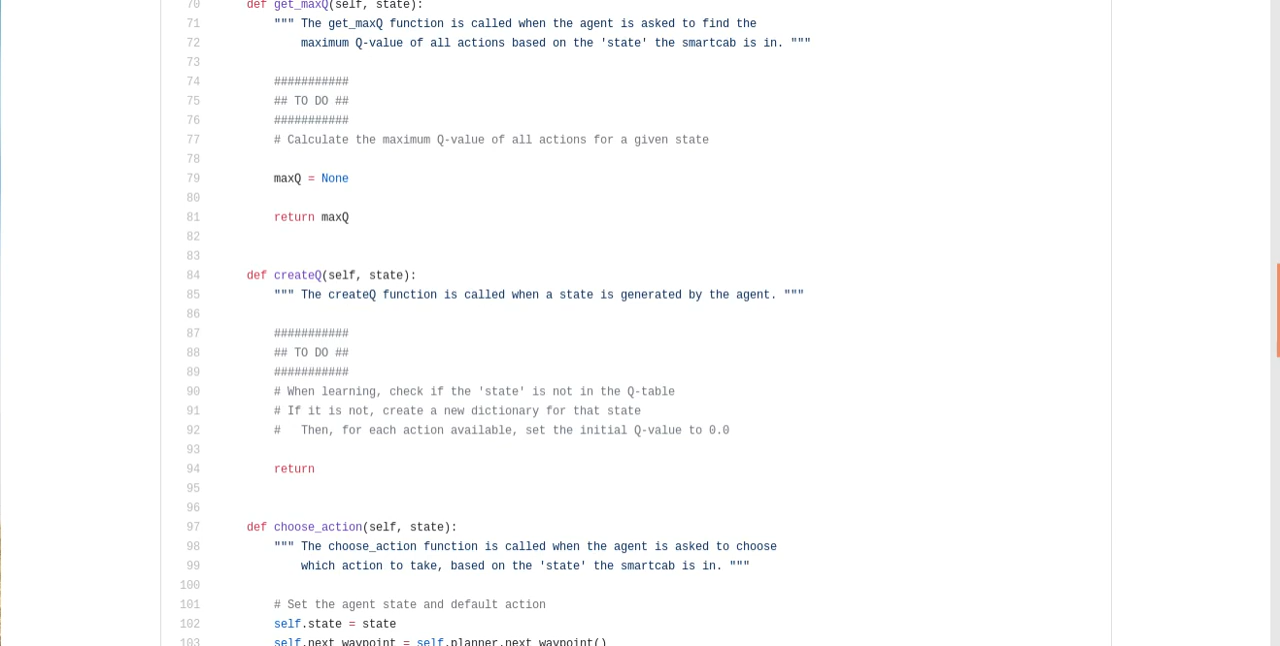 70 def get_maxQ(self, state):
71 """ The get_maxQ function is called when the agent is asked to find the
72 maximum Q-value of all actions based on the 'state' the smartcab is in. """
73
74 ###########
75 ## TO DO ##
76 ###########
77 # Calculate the maximum Q-value of all actions for a given state
78
79 maxQ = None
80
81 return maxQ
82
83
84 def createQ(self, state):
85 """ The createQ function is called when a state is generated by the agent. """
86
87 ###########
88 ## TO DO ##
89 ###########
90 # When learning, check if the 'state' is not in the Q-table
91 # If it is not, create a new dictionary for that state
92 #   Then, for each action available, set the initial Q-value to 0.0
93
94 return
95
96
97 def choose_action(self, state):
98 """ The choose_action function is called when the agent is asked to choose
99 which action to take, based on the 'state' the smartcab is in. """
100
101 # Set the agent state and default action
102 self.state = state
103 self.next_waypoint = self.planner.next_waypoint()